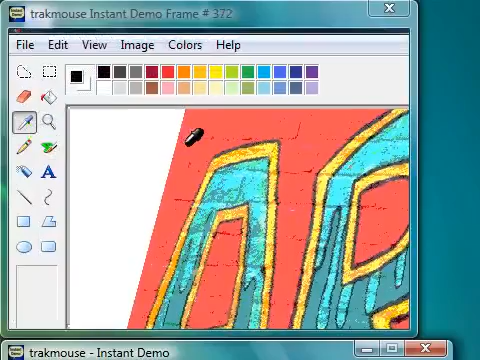 trakmouse Instant Demo Frame # 372
File Edit View Image Colors Help
A
trakmouse - Instant Demo